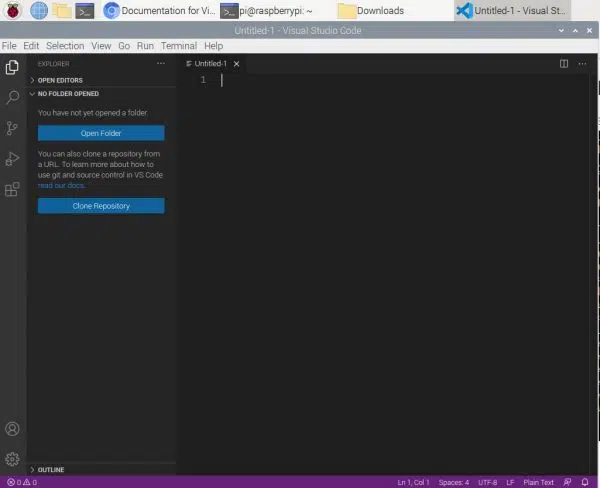 Documentation for Vi...
pi@raspberrypi: ~
Downloads
Untitled-1 - Visual St...
Untitled-1 - Visual Studio Code
File Edit Selection View Go Run Terminal Help
EXPLORER
Untitled-1
OPEN EDITORS
1
NO FOLDER OPENED
You have not yet opened a folder.
Open Folder
You can also clone a repository from
a URL. To learn more about how to
use git and source control in VS Code
read our docs.
Clone Repository
OUTLINE
0 0
Ln 1, Col 1 Spaces: 4 UTF-8 LF Plain Text